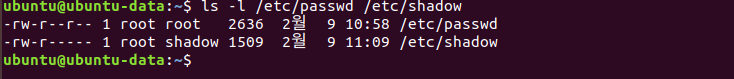 ubuntu@ubuntu-data:~$ ls -l /etc/passwd /etc/shadow
-rw-r--r-- 1 root root   2636  2월  9 10:58 /etc/passwd
-rw-r----- 1 root shadow 1509  2월  9 11:09 /etc/shadow
ubuntu@ubuntu-data:~$